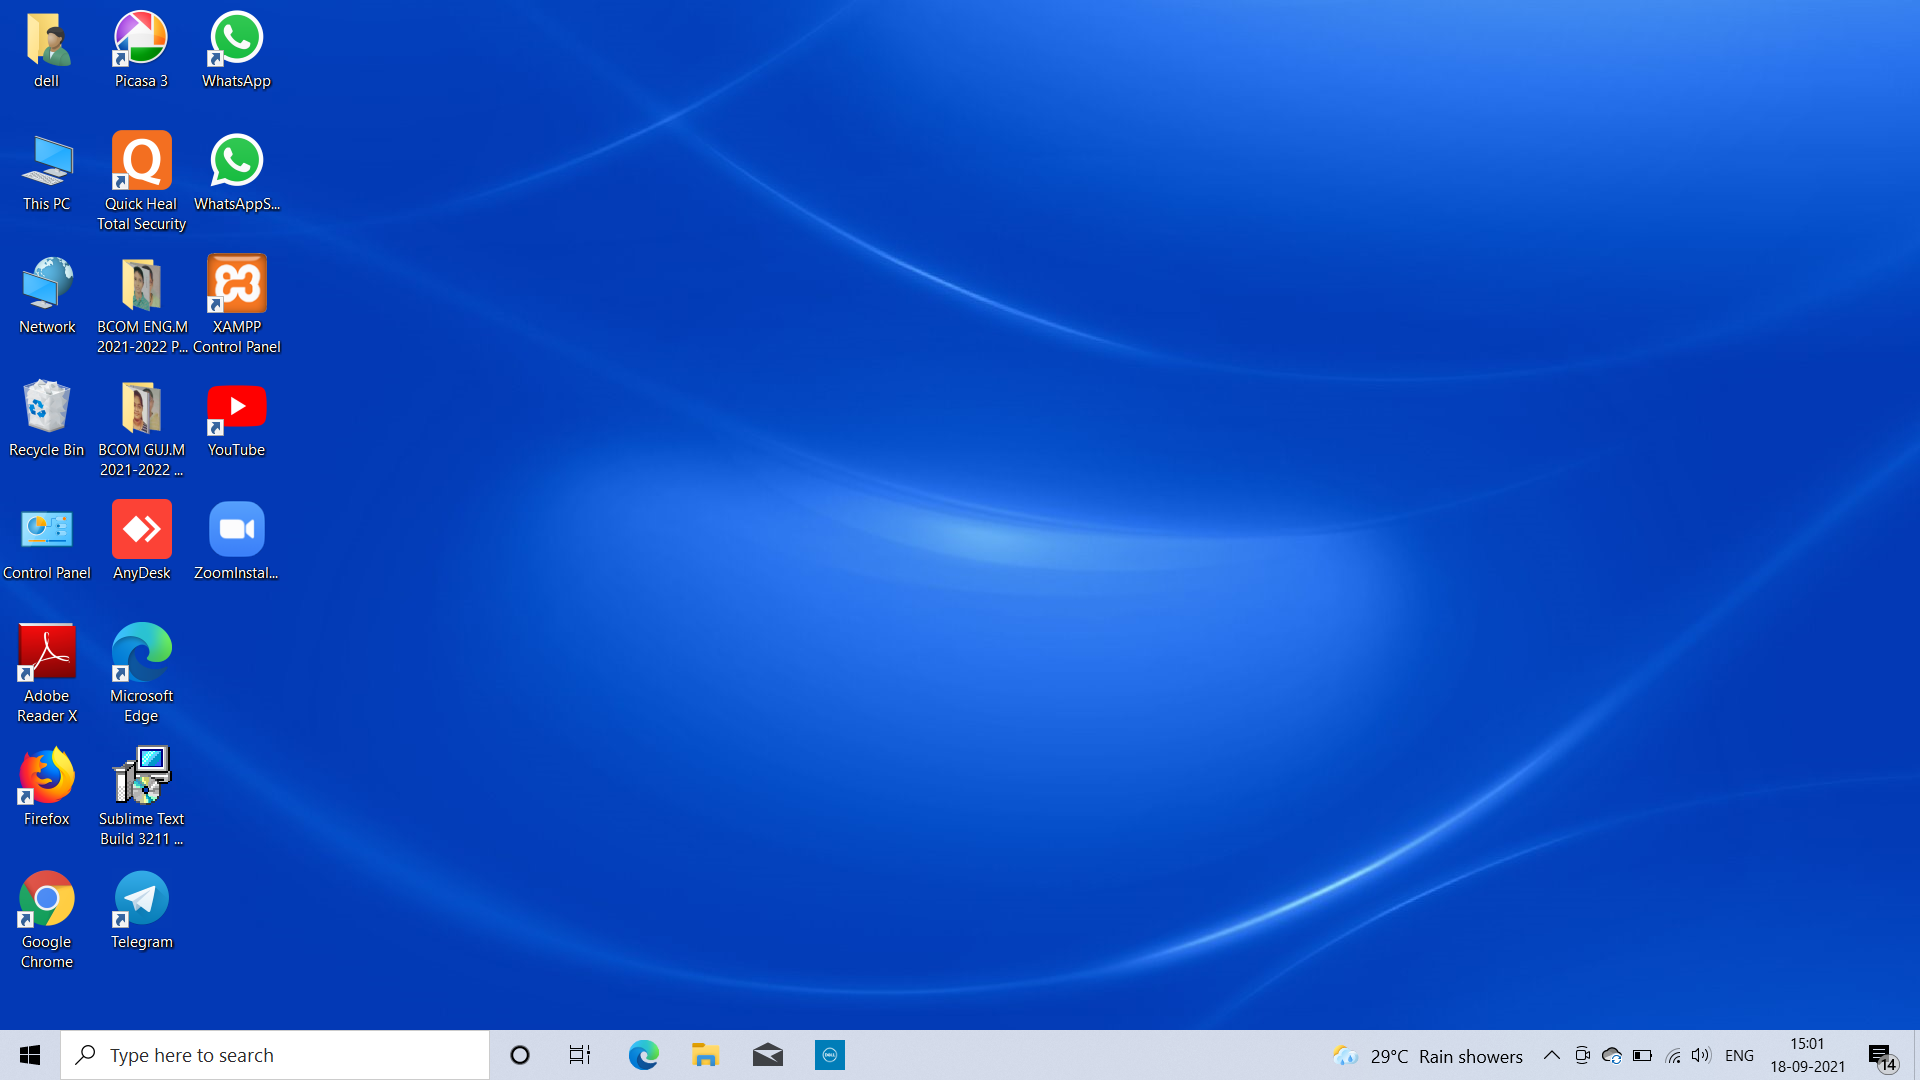 dell
Picasa 3
WhatsApp
This PC
Quick Heal
Total Security
WhatsAppS...
Network
BCOM ENG.M
2021-2022 P...
XAMPP
Control Panel
Recycle Bin
BCOM GUJ.M
2021-2022 ...
YouTube
Control Panel
AnyDesk
ZoomInstal...
Adobe
Reader X
Microsoft
Edge
Firefox
Sublime Text
Build 3211 ...
Google
Chrome
Telegram
Type here to search
DELL
29°C Rain showers
ENG
15:01
18-09-2021
14